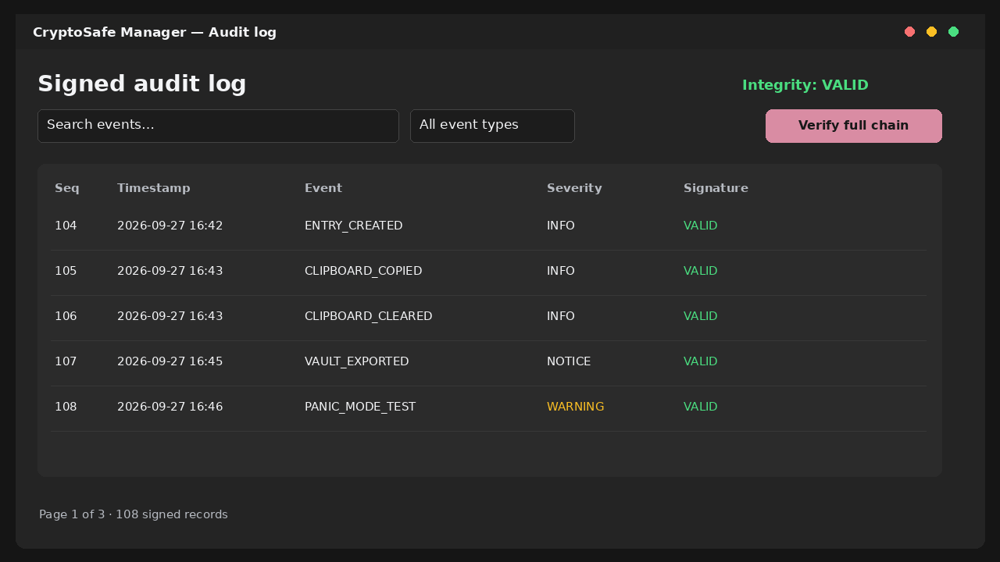 CryptoSafe Manager — Audit log
Signed audit log
Integrity: VALID
Search events...
All event types
Verify full chain
Seq Timestamp Event Severity Signature
104 2026-09-27 16:42 ENTRY_CREATED INFO VALID
105 2026-09-27 16:43 CLIPBOARD_COPIED INFO VALID
106 2026-09-27 16:43 CLIPBOARD_CLEARED INFO VALID
107 2026-09-27 16:45 VAULT_EXPORTED NOTICE VALID
108 2026-09-27 16:46 PANIC_MODE_TEST WARNING VALID
Page 1 of 3 · 108 signed records